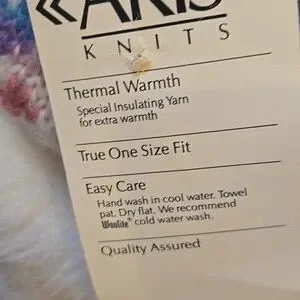 ARIS
KNITS
Thermal Warmth
Special Insulating Yarn
for extra warmth
True One Size Fit
Easy Care
Hand wash in cool water. Towel
pat. Dry flat. We recommend
Woolite® cold water wash.
Quality Assured